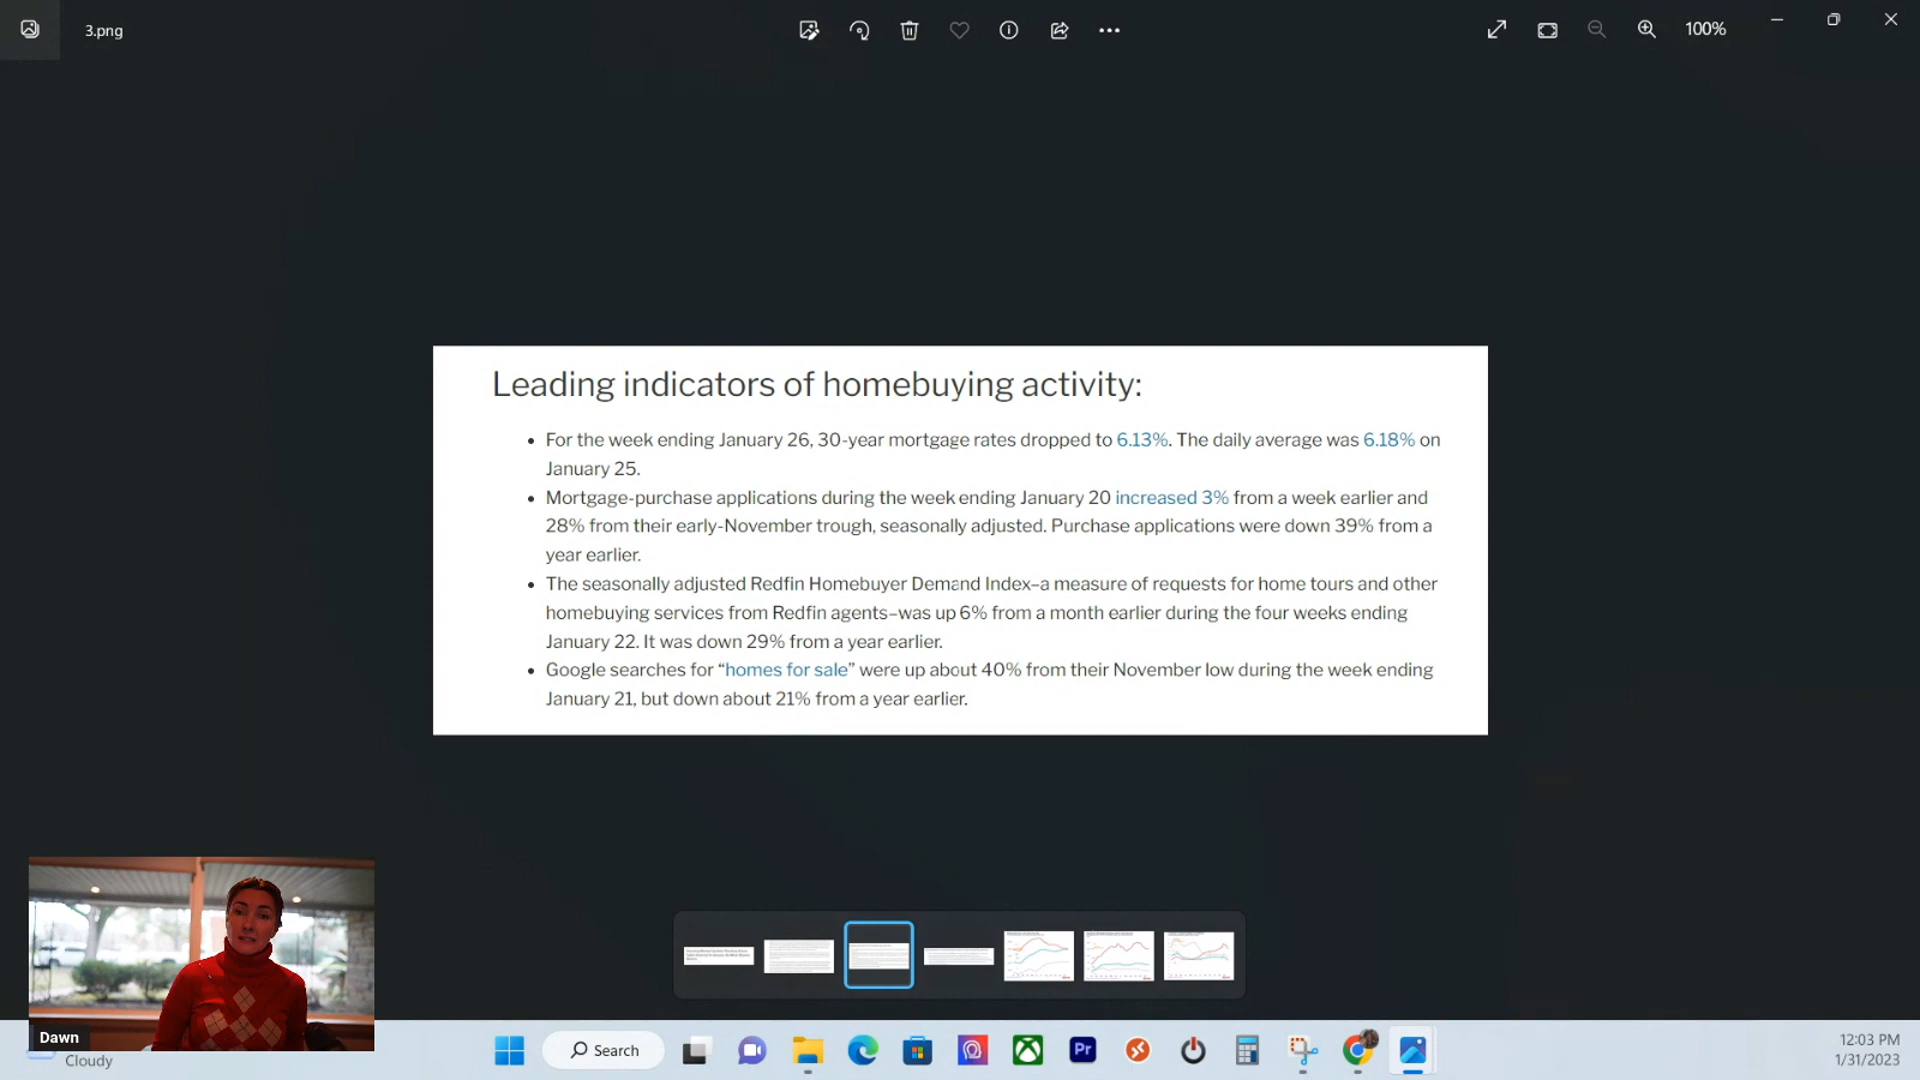 3.png
100%
Leading indicators of homebuying activity:
• For the week ending January 26, 30-year mortgage rates dropped to 6.13%. The daily average was 6.18% on
January 25.
• Mortgage-purchase applications during the week ending January 20 increased 3% from a week earlier and
28% from their early-November trough, seasonally adjusted. Purchase applications were down 39% from a
year earlier.
• The seasonally adjusted Redfin Homebuyer Demand Index–a measure of requests for home tours and other
homebuying services from Redfin agents–was up 6% from a month earlier during the four weeks ending
January 22. It was down 29% from a year earlier.
• Google searches for “homes for sale” were up about 40% from their November low during the week ending
January 21, but down about 21% from a year earlier.
Dawn
Cloudy
Search
Pr
12:03 PM
1/31/2023